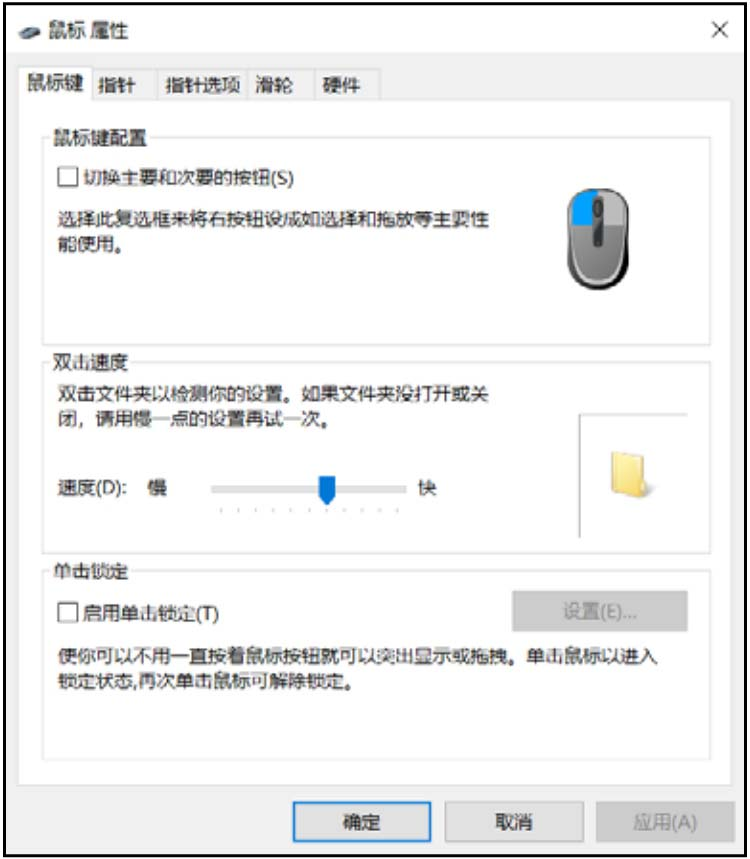 鼠标 属性
鼠标键 指针 指针选项 滑轮 硬件
鼠标键配置
切换主要和次要的按钮(S)
选择此复选框来将右按钮设成如选择和拖放等主要性
能使用。
双击速度
双击文件夹以检测你的设置。如果文件夹没打开或关
闭，请用慢一点的设置再试一次。
速度(D): 慢 快
单击锁定
启用单击锁定(T) 设置(E)...
使你可以不用一直按着鼠标按钮就可以突出显示或拖拽。单击鼠标以进入
锁定状态,再次单击鼠标可解除锁定。
确定 取消 应用(A)